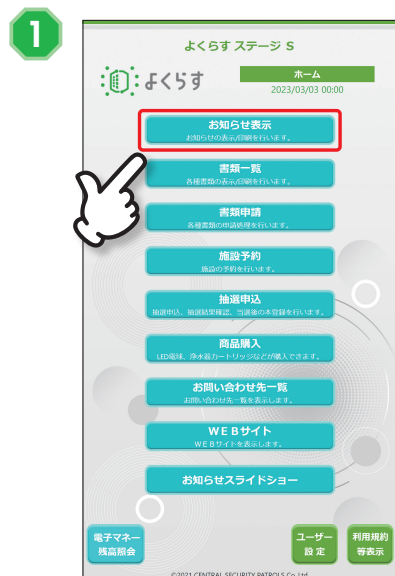 1
よくらす ステージ S
よくらす
ホーム
2023/03/03 00:00
お知らせ表示
お知らせの表示/印刷を行います。
書類一覧
各種書類の表示/印刷を行います。
書類申請
各種書類の申請処理を行います。
施設予約
施設の予約を行います。
抽選申込
抽選申込、抽選結果確認、当選後の本登録を行います。
商品購入
LED電球、浄水器カートリッジなどが購入できます。
お問い合わせ先一覧
お問い合わせ先一覧を表示します。
WEBサイト
WEBサイトを表示します。
お知らせスライドショー
電子マネー
残高照会
ユーザー
設 定
利用規約
等表示
©2021 CENTRAL SECURITY PATROLS Co.,Ltd.